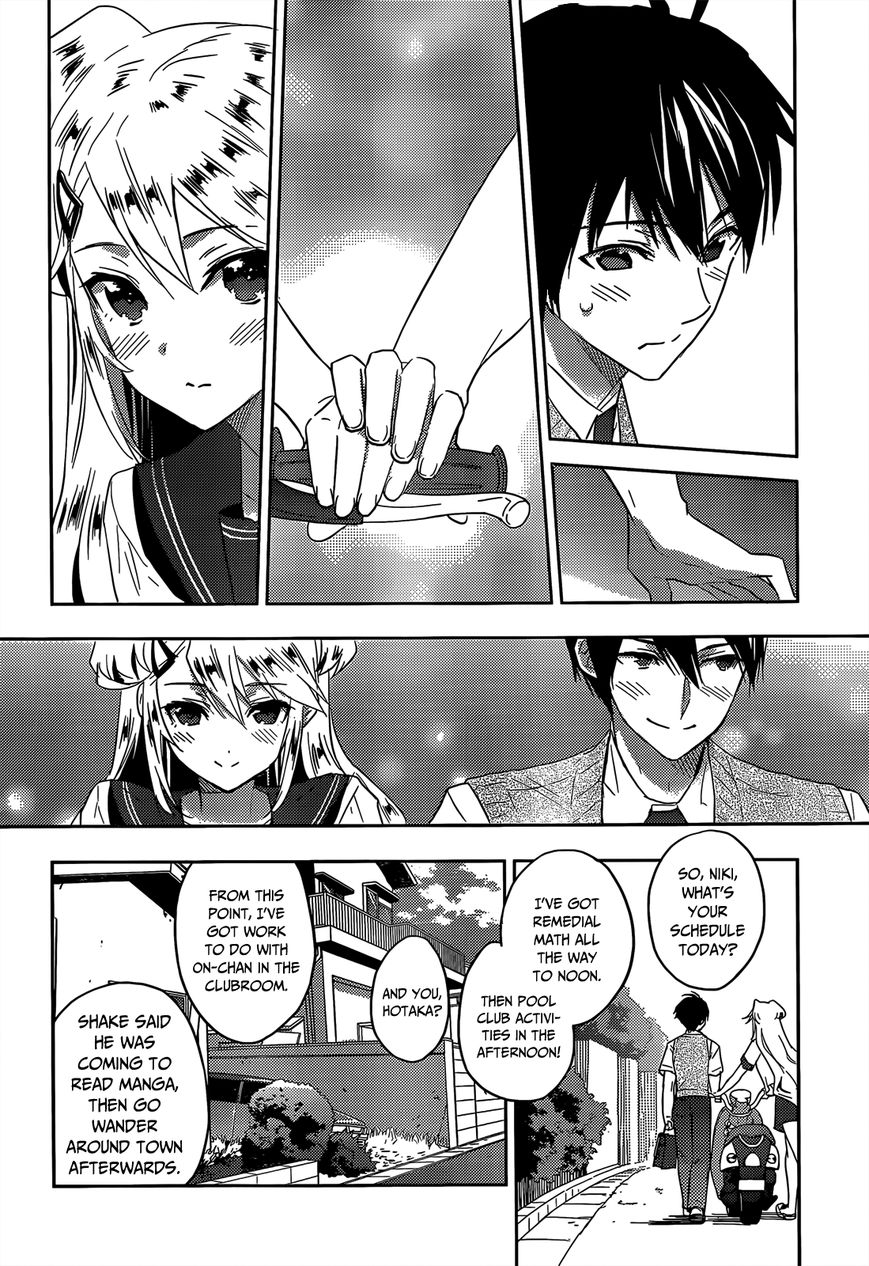 SO, NIKI,
WHAT'S
YOUR
SCHEDULE
TODAY?
I'VE GOT
REMEDIAL
MATH ALL
THE WAY
TO NOON.
THEN POOL
CLUB ACTIVI-
TIES IN THE
AFTERNOON!
AND YOU,
HOTAKA?
FROM THIS
POINT, I'VE
GOT WORK
TO DO WITH
ON-CHAN IN THE
CLUBROOM.
SHAKE SAID
HE WAS
COMING TO
READ MANGA,
THEN GO
WANDER
AROUND TOWN
AFTERWARDS.